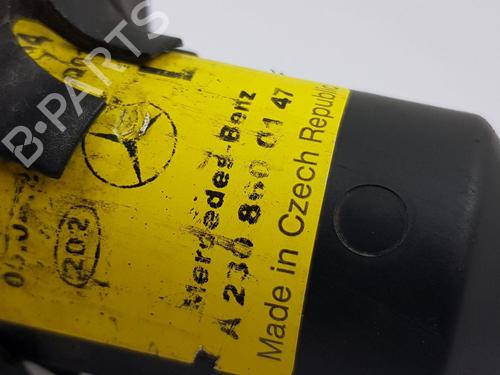 B-PARTS
L
Mercedes-Benz
A 230 860 01 47
Made in Czech Republic
202